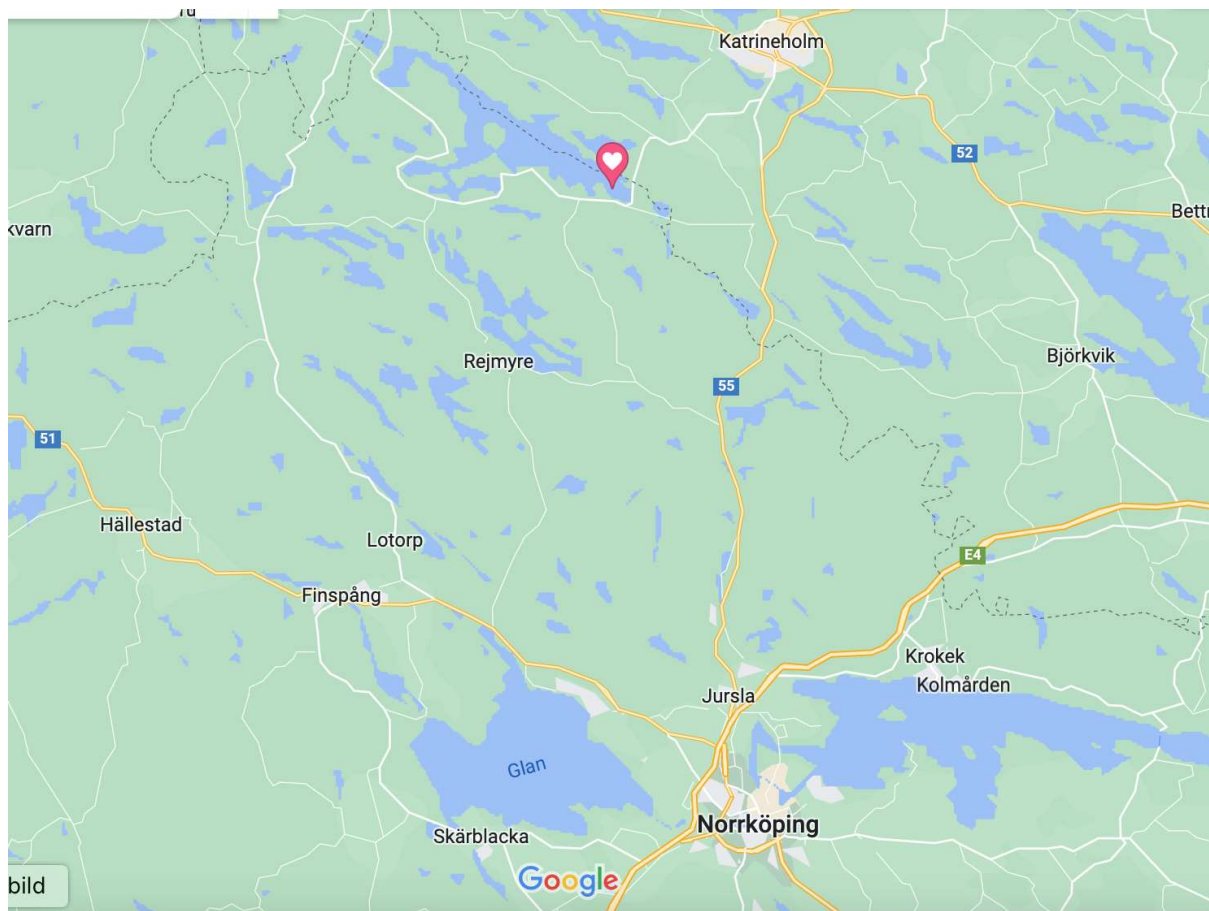 Katrineholm
52
Bettn
kvarn
Rejmyre
Björkvik
55
51
Hällestad
Lotorp
E4
Finspång
Krokek
Kolmården
Jursla
Glan
Norrköping
Skärblacka
Google
bild